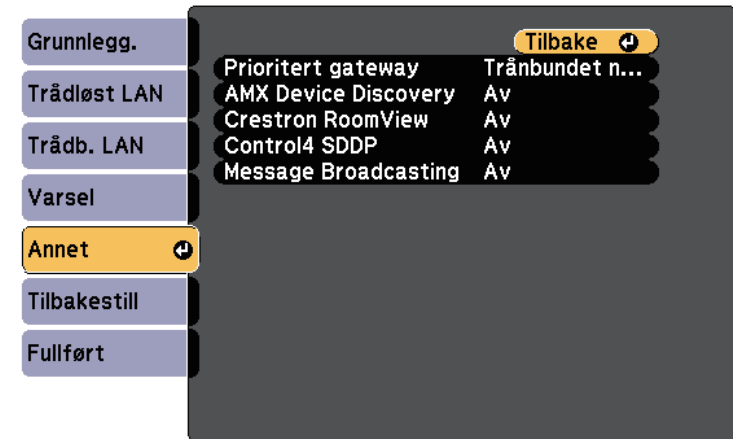 Grunnlegg.
Trådløst LAN
Trådb. LAN
Varsel
Annet
Tilbakestill
Fullført
Tilbake
Prioritert gateway Trånbundet n...
AMX Device Discovery Av
Crestron RoomView Av
Control4 SDDP Av
Message Broadcasting Av